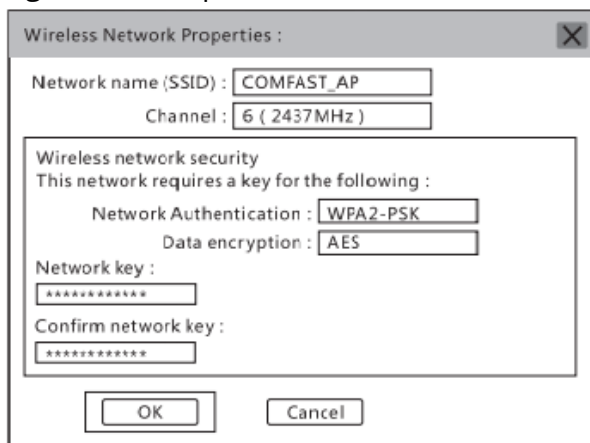 Wireless Network Properties :
Network name (SSID) : COMFAST_AP
Channel : 6 ( 2437MHz )
Wireless network security
This network requires a key for the following :
Network Authentication : WPA2-PSK
Data encryption : AES
Network key :
************
Confirm network key :
************
OK Cancel